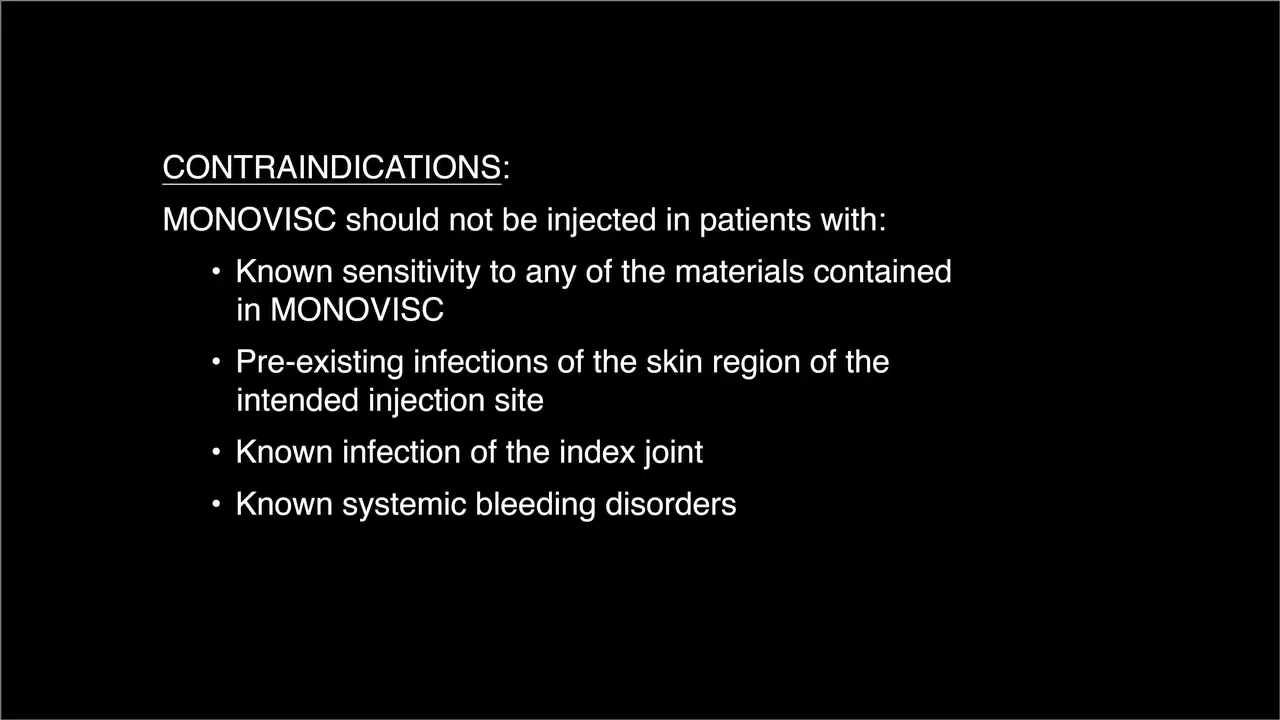 CONTRAINDICATIONS:
MONOVISC should not be injected in patients with:
• Known sensitivity to any of the materials contained
in MONOVISC
• Pre-existing infections of the skin region of the
intended injection site
• Known infection of the index joint
• Known systemic bleeding disorders